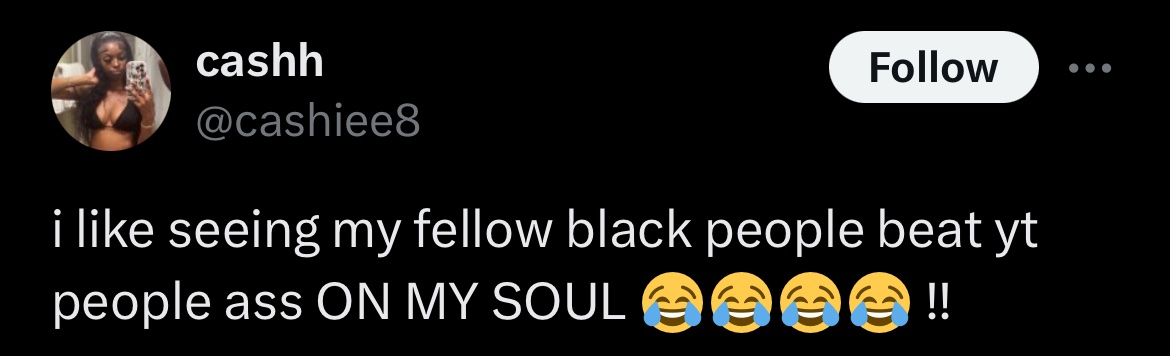 cashh
Follow
@cashiee8
i like seeing my fellow black people beat yt
people ass ON MY SOUL 😂😂😂😂 !!